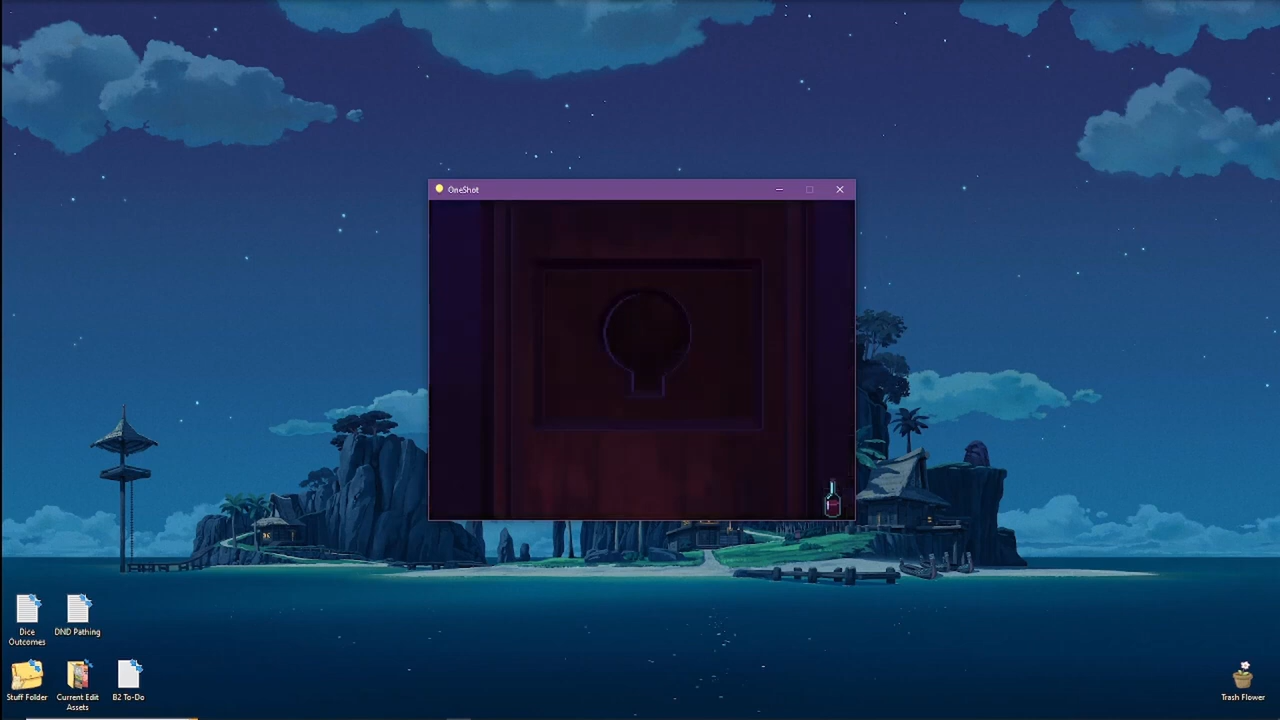 OneShot
Dice
Outcomes
DND Pathing
Stuff Folder
Current Edit
Assets
B2 To-Do
Trash Flower